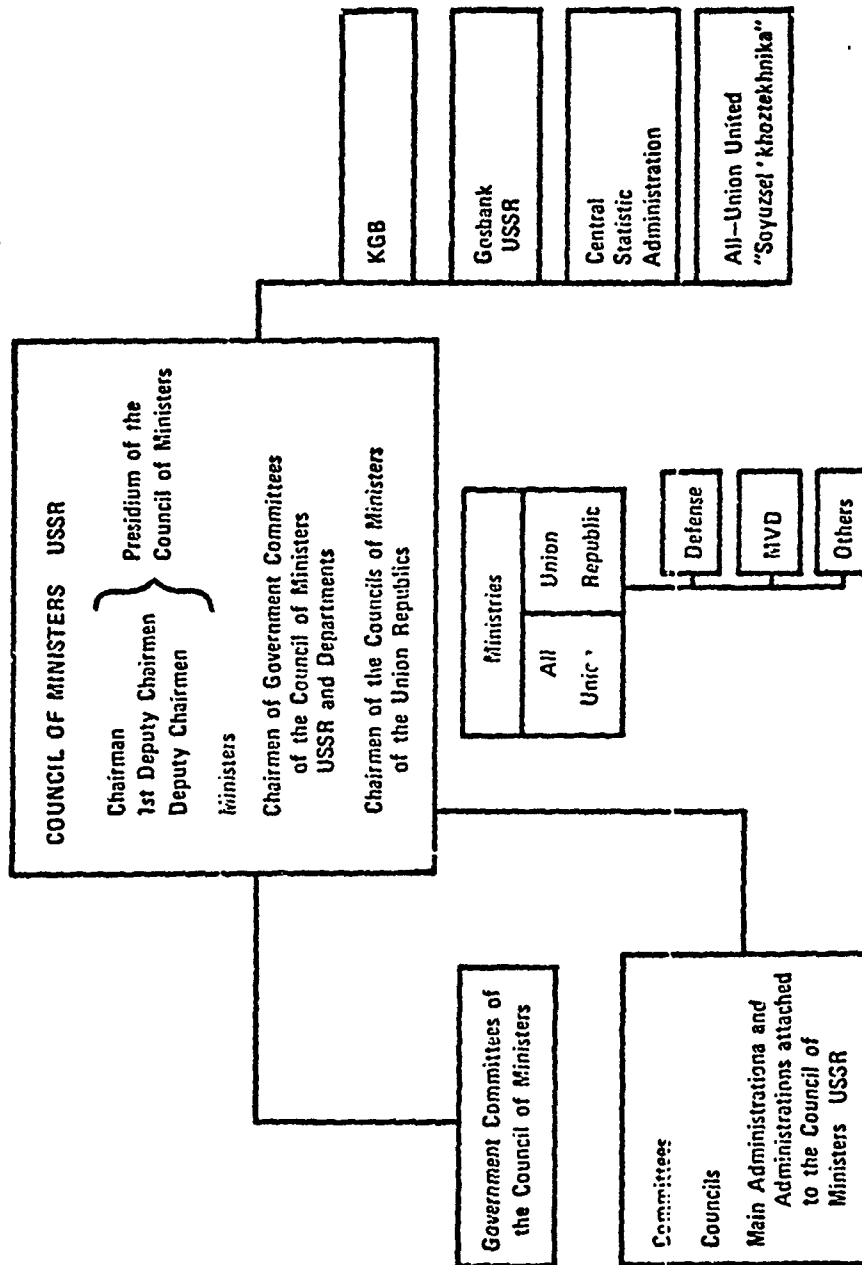 COUNCIL OF MINISTERS USSR
Chairman
1st Deputy Chairmen
Deputy Chairmen
Presidium of the
Council of Ministers
Ministers
Chairmen of Government Committees
of the Council of Ministers
USSR and Departments
Chairmen of the Councils of Ministers
of the Union Republics
Government Committees of
the Council of Ministers
Committees
Councils
Main Administrationa and
Administrations attached
to the Council of
Ministers USSR
Ministries
All
Union
Republic
Defense
MVD
Others
KGB
Gosbank
USSR
Central
Statistic
Administration
All-Union United
"Soyuzsel'khoztekhnika"